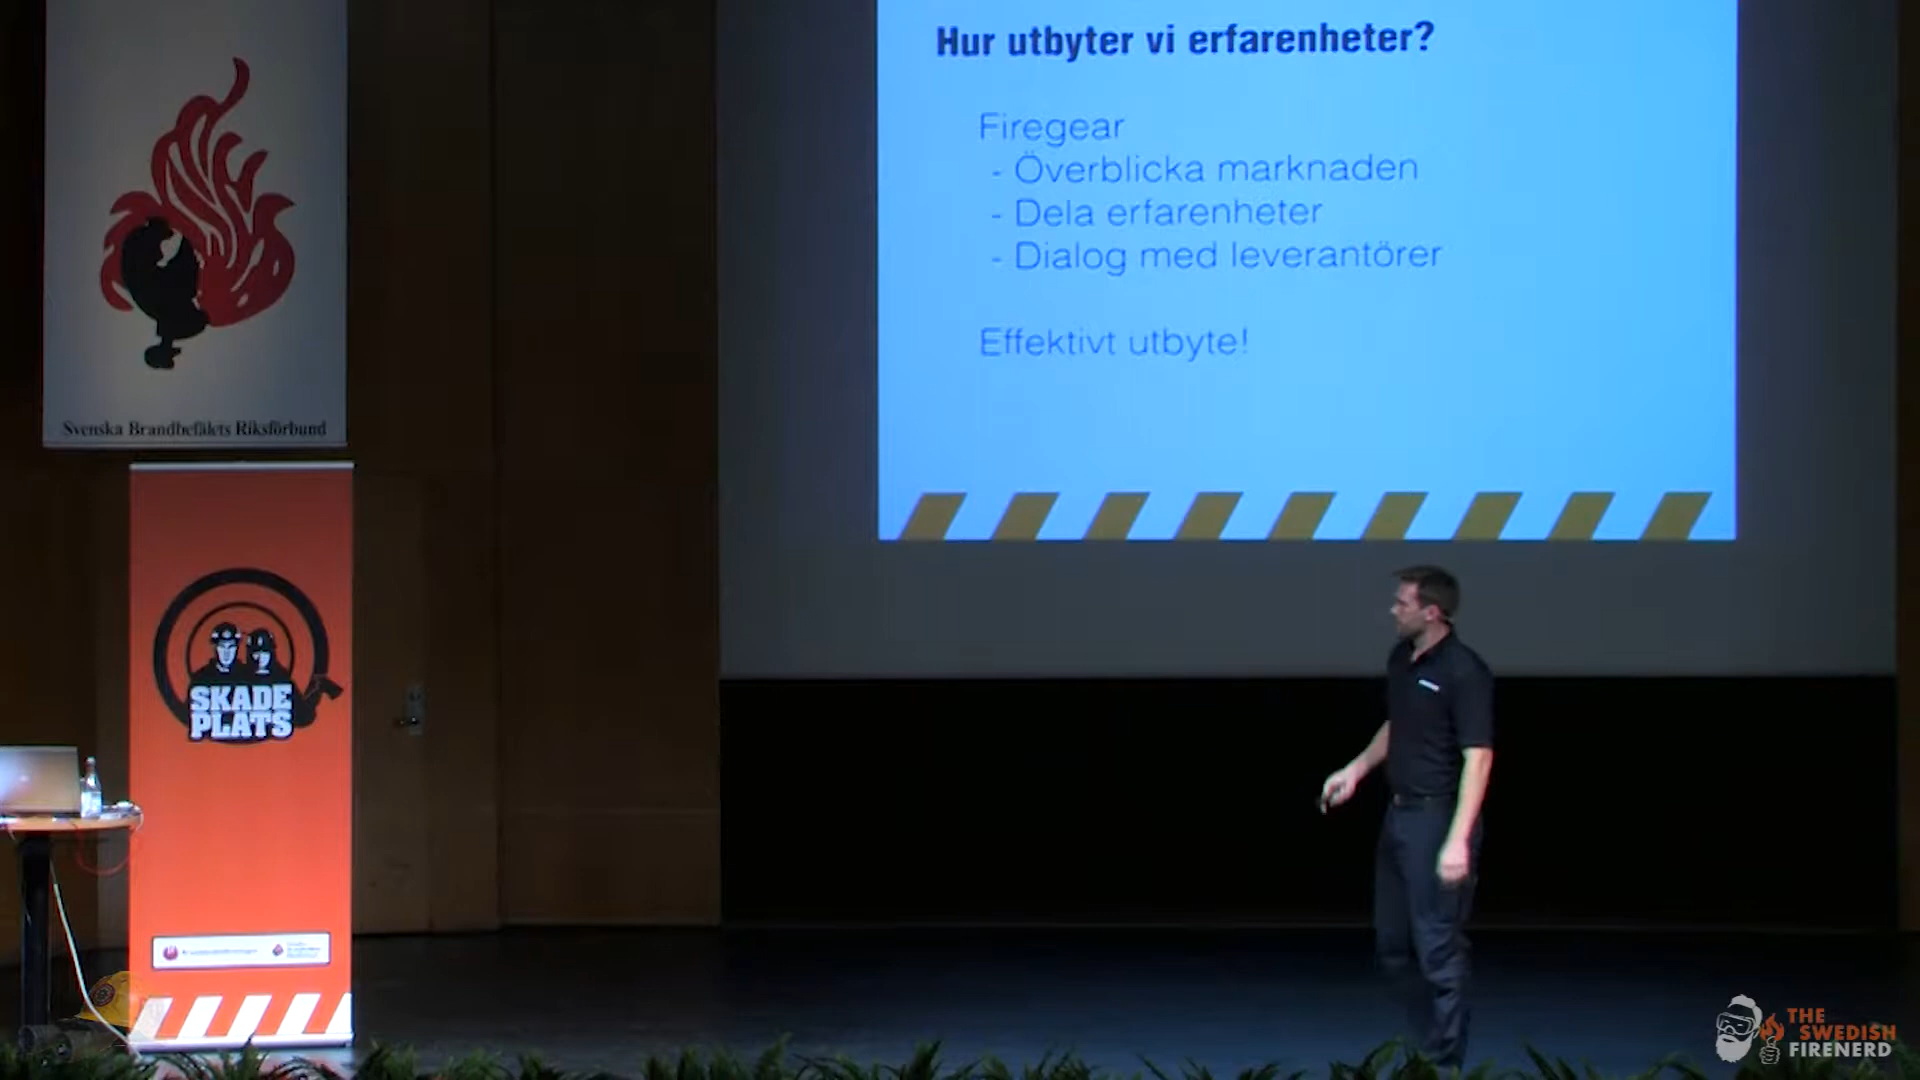 Hur utbyter vi erfarenheter?
Firegear
- Överblicka marknaden
- Dela erfarenheter
- Dialog med leverantörer
Effektivt utbyte!
Svenska Brandbefälets Riksförbund
SKADE
PLATS
THE
SWEDISH
FIRENERD